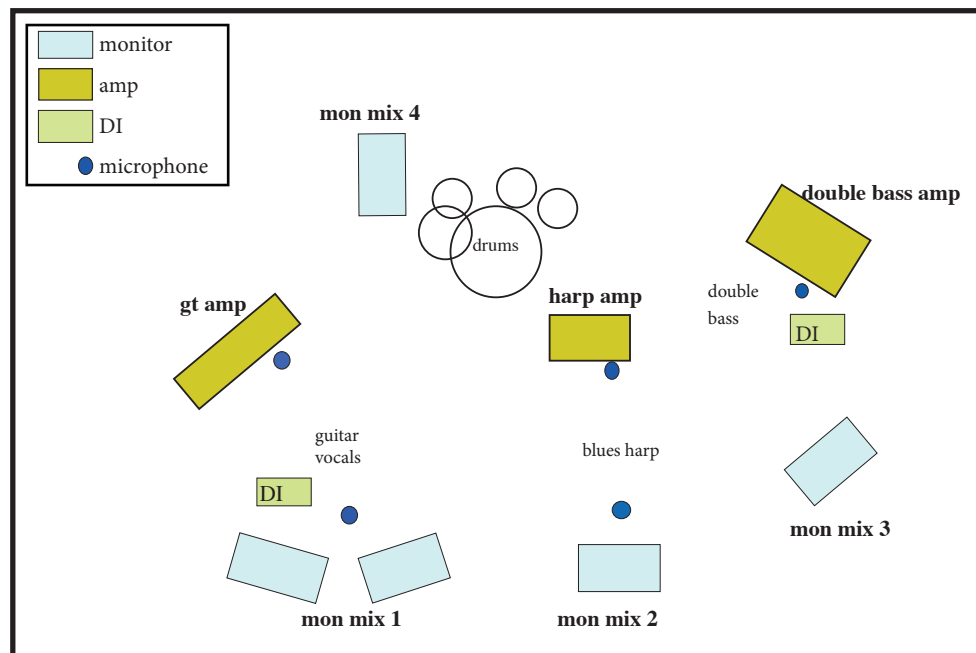 monitor
amp
DI
microphone
mon mix 4
double bass amp
drums
gt amp
harp amp
double
bass
DI
guitar
vocals
blues harp
DI
mon mix 3
mon mix 1
mon mix 2